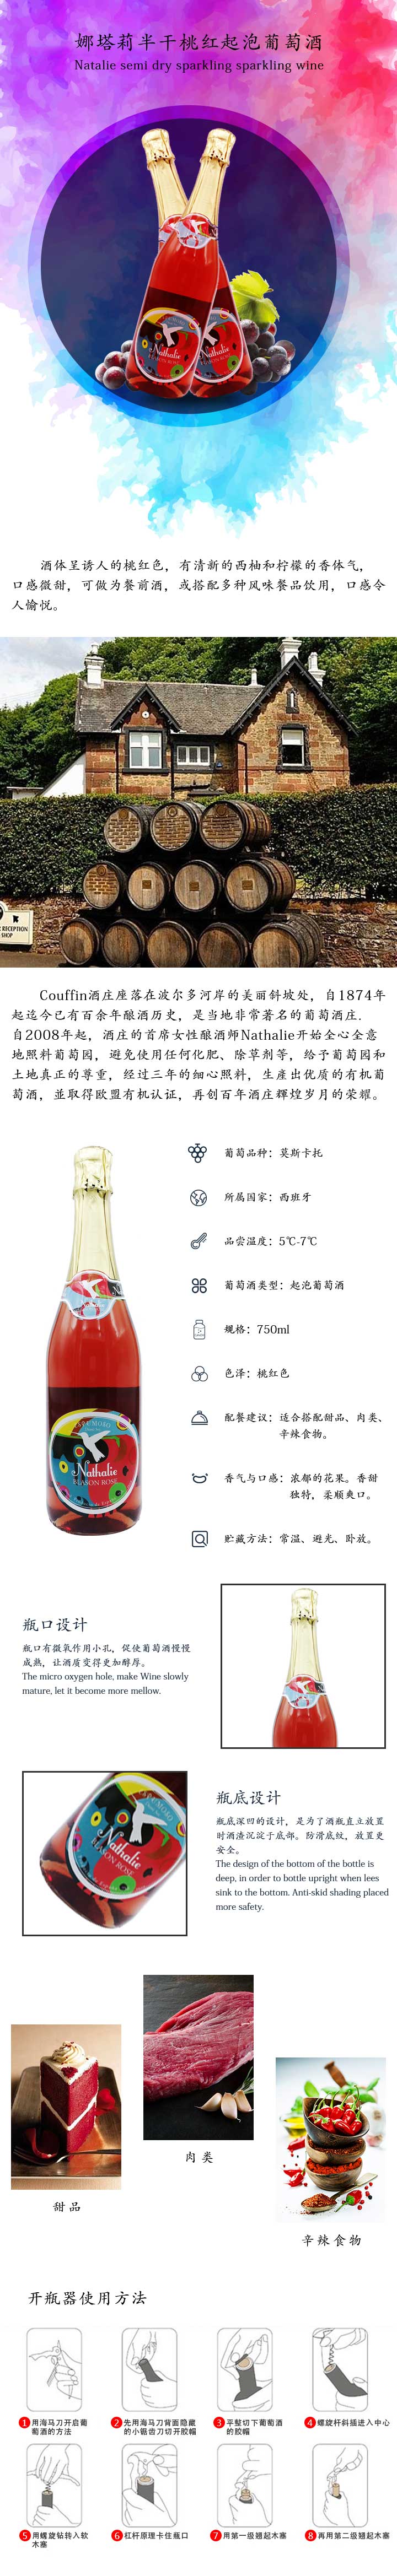 娜塔莉半干桃红起泡葡萄酒
Natalie semi dry sparkling sparkling wine
Nathalie
Nathalie
SEASON ROSE
酒体呈诱人的桃红色，有清新的西柚和柠檬的香体气，
口感微甜，可做为餐前酒，或搭配多种风味餐品饮用，口感令
人愉悦。
RECEPTION
SHOP
Couffin酒庄座落在波尔多河岸的美丽斜坡处，自1874年
起迄今已有百余年酿酒历史，是当地非常著名的葡萄酒庄.
自2008年起，酒庄的首席女性酿酒师Nathalie开始全心全意
地照料葡萄园，避免使用任何化肥、除草剂等，给予葡萄园和
土地真正的尊重，经过三年的细心照料，生產出优质的有机葡
萄酒，並取得欧盟有机认证，再创百年酒庄輝煌岁月的荣耀。
葡萄品种：莫斯卡托
所属国家：西班牙
品尝温度：5℃-7℃
葡萄酒类型：起泡葡萄酒
规格：750ml
色泽：桃红色
配餐建议：适合搭配甜品、肉类、
辛辣食物。
香气与口感：浓郁的花果。香甜
独特，柔顺爽口。
贮藏方法：常温、避光、卧放。
Nathalie
SEASON ROSE
瓶口设计
瓶口有微氧作用小孔，促使葡萄酒慢慢
成熟，让酒质变得更加醇厚。
The micro oxygen hole, make Wine slowly
mature, let it become more mellow.
Nathalie
SEASON ROSE
瓶底设计
瓶底深凹的设计，是为了酒瓶直立放置
时酒渣沉淀于底部。防滑底纹，放置更
安全。
The design of the bottom of the bottle is
deep, in order to bottle upright when lees
sink to the bottom. Anti-skid shading placed
more safety.
肉类
甜品
辛辣食物
开瓶器使用方法
1 用海马刀开启葡
萄酒的方法
2 先用海马刀背面隐藏
的小锯齿刀切开胶帽
3 平整切下葡萄酒
的胶帽
4 螺旋杆斜插进入中心
5 用螺旋钻转入软
木塞
6 杠杆原理卡住瓶口
7 用第一级翘起木塞
8 再用第二级翘起木塞